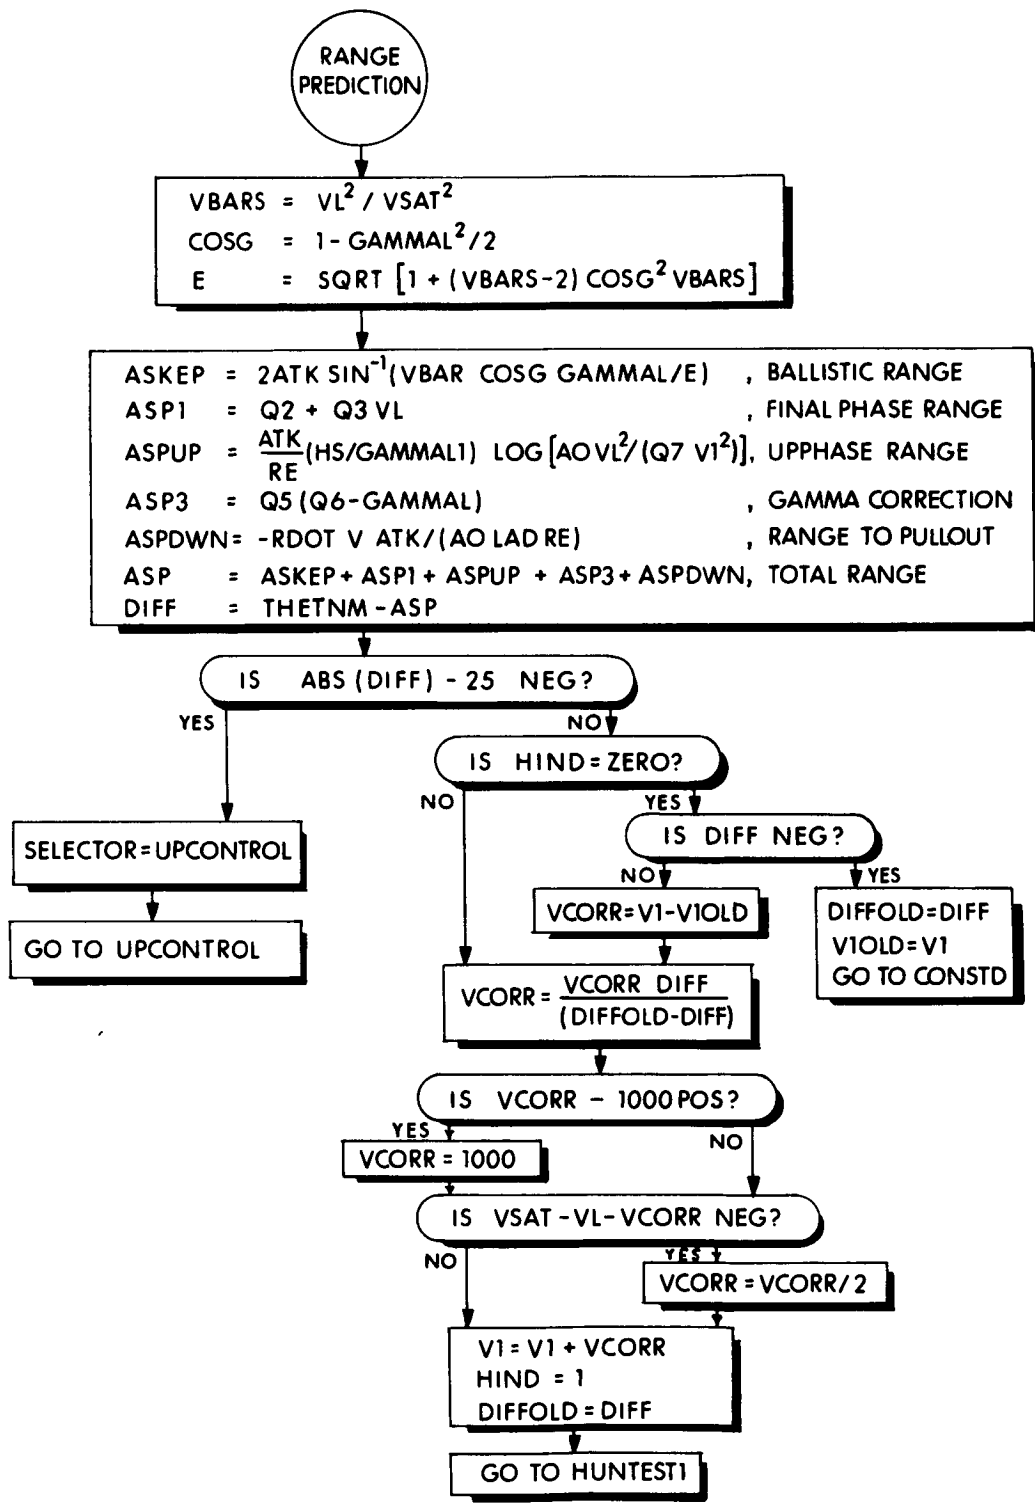 RANGE
PREDICTION
VBARS = VL² / VSAT²
COSG = 1 - GAMMAL²/2
E = SQRT [1 + (VBARS-2) COSG² VBARS]
ASKEP = 2ATK SIN⁻¹(VBAR COSG GAMMAL/E) , BALLISTIC RANGE
ASP1 = Q2 + Q3 VL , FINAL PHASE RANGE
ASPUP = ATK/RE (HS/GAMMAL1) LOG [AO VL²/(Q7 V1²)], UPPHASE RANGE
ASP3 = Q5 (Q6-GAMMAL) , GAMMA CORRECTION
ASPDWN = -RDOT V ATK/(AO LAD RE) , RANGE TO PULLOUT
ASP = ASKEP + ASP1 + ASPUP + ASP3 + ASPDWN, TOTAL RANGE
DIFF = THETNM - ASP
IS ABS (DIFF) - 25 NEG?
YES
NO
IS HIND = ZERO?
NO
YES
IS DIFF NEG?
SELECTOR = UPCONTROL
NO
YES
VCORR = V1 - V1OLD
DIFFOLD = DIFF
V1OLD = V1
GO TO CONSTD
GO TO UPCONTROL
VCORR = VCORR DIFF / (DIFFOLD-DIFF)
IS VCORR - 1000 POS?
YES
NO
VCORR = 1000
IS VSAT - VL - VCORR NEG?
NO
YES
VCORR = VCORR / 2
V1 = V1 + VCORR
HIND = 1
DIFFOLD = DIFF
GO TO HUNTEST1